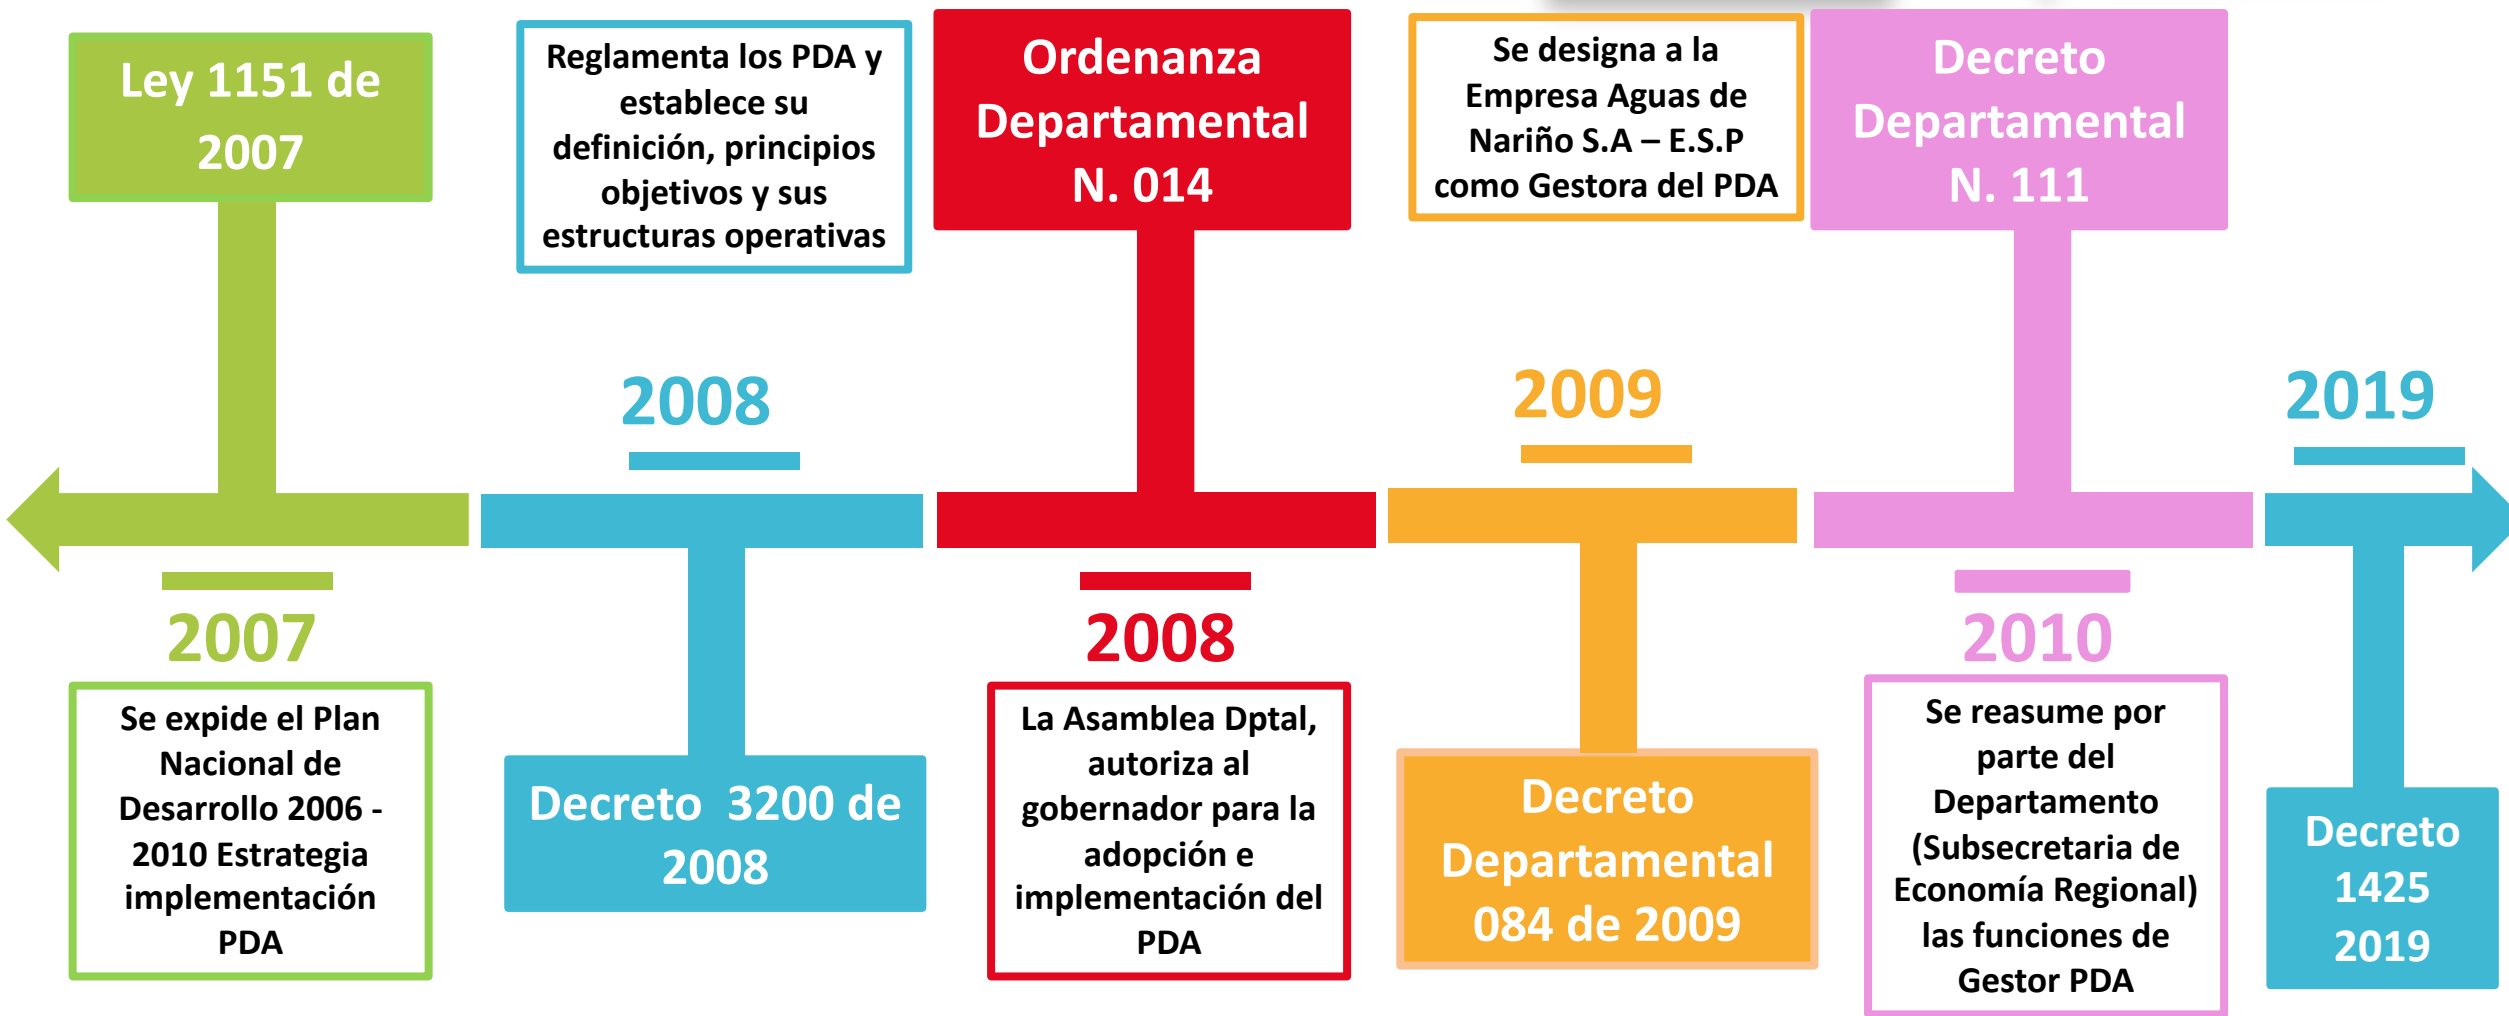 Ley 1151 de
2007
2007
Se expide el Plan
Nacional de
Desarrollo 2006 -
2010 Estrategia
implementación
PDA
Reglamenta los PDA y
establece su
definición, principios
objetivos y sus
estructuras operativas
2008
Decreto  3200 de
2008
Ordenanza
Departamental
N. 014
2008
La Asamblea Dptal,
autoriza al
gobernador para la
adopción e
implementación del
PDA
Se designa a la
Empresa Aguas de
Nariño S.A – E.S.P
como Gestora del PDA
2009
Decreto
Departamental
084 de 2009
Decreto
Departamental
N. 111
2010
Se reasume por
parte del
Departamento
(Subsecretaria de
Economía Regional)
las funciones de
Gestor PDA
2019
Decreto
1425
2019